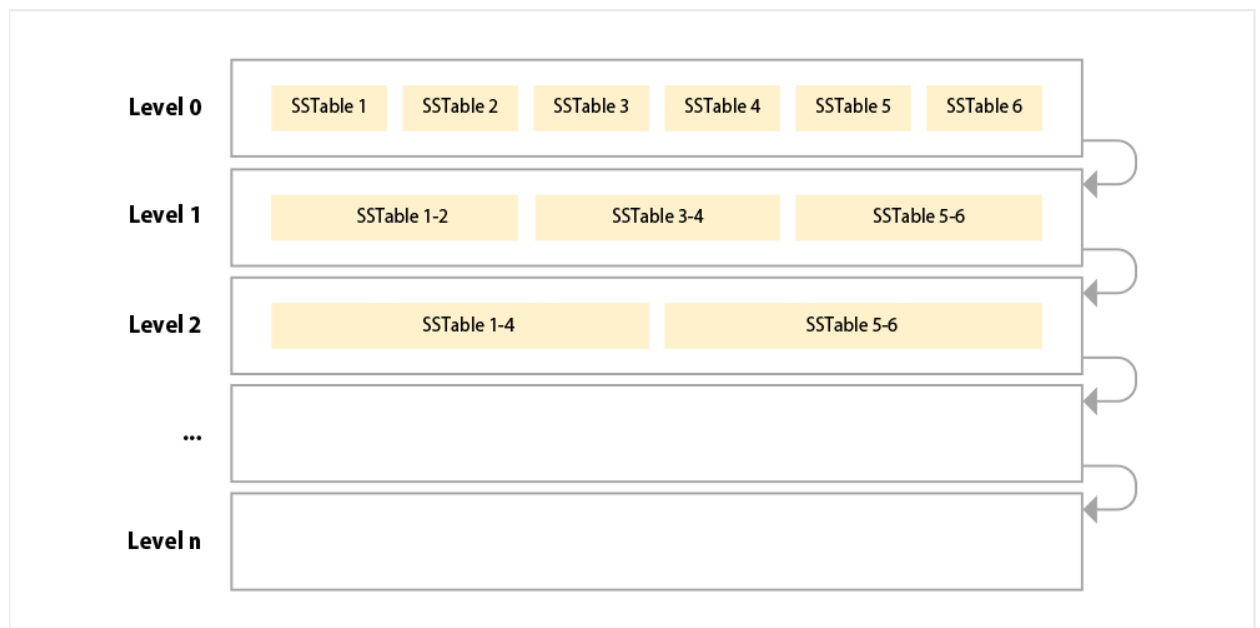 Level 0
SSTable 1 SSTable 2 SSTable 3 SSTable 4 SSTable 5 SSTable 6
Level 1
SSTable 1-2 SSTable 3-4 SSTable 5-6
Level 2
SSTable 1-4 SSTable 5-6
...
Level n